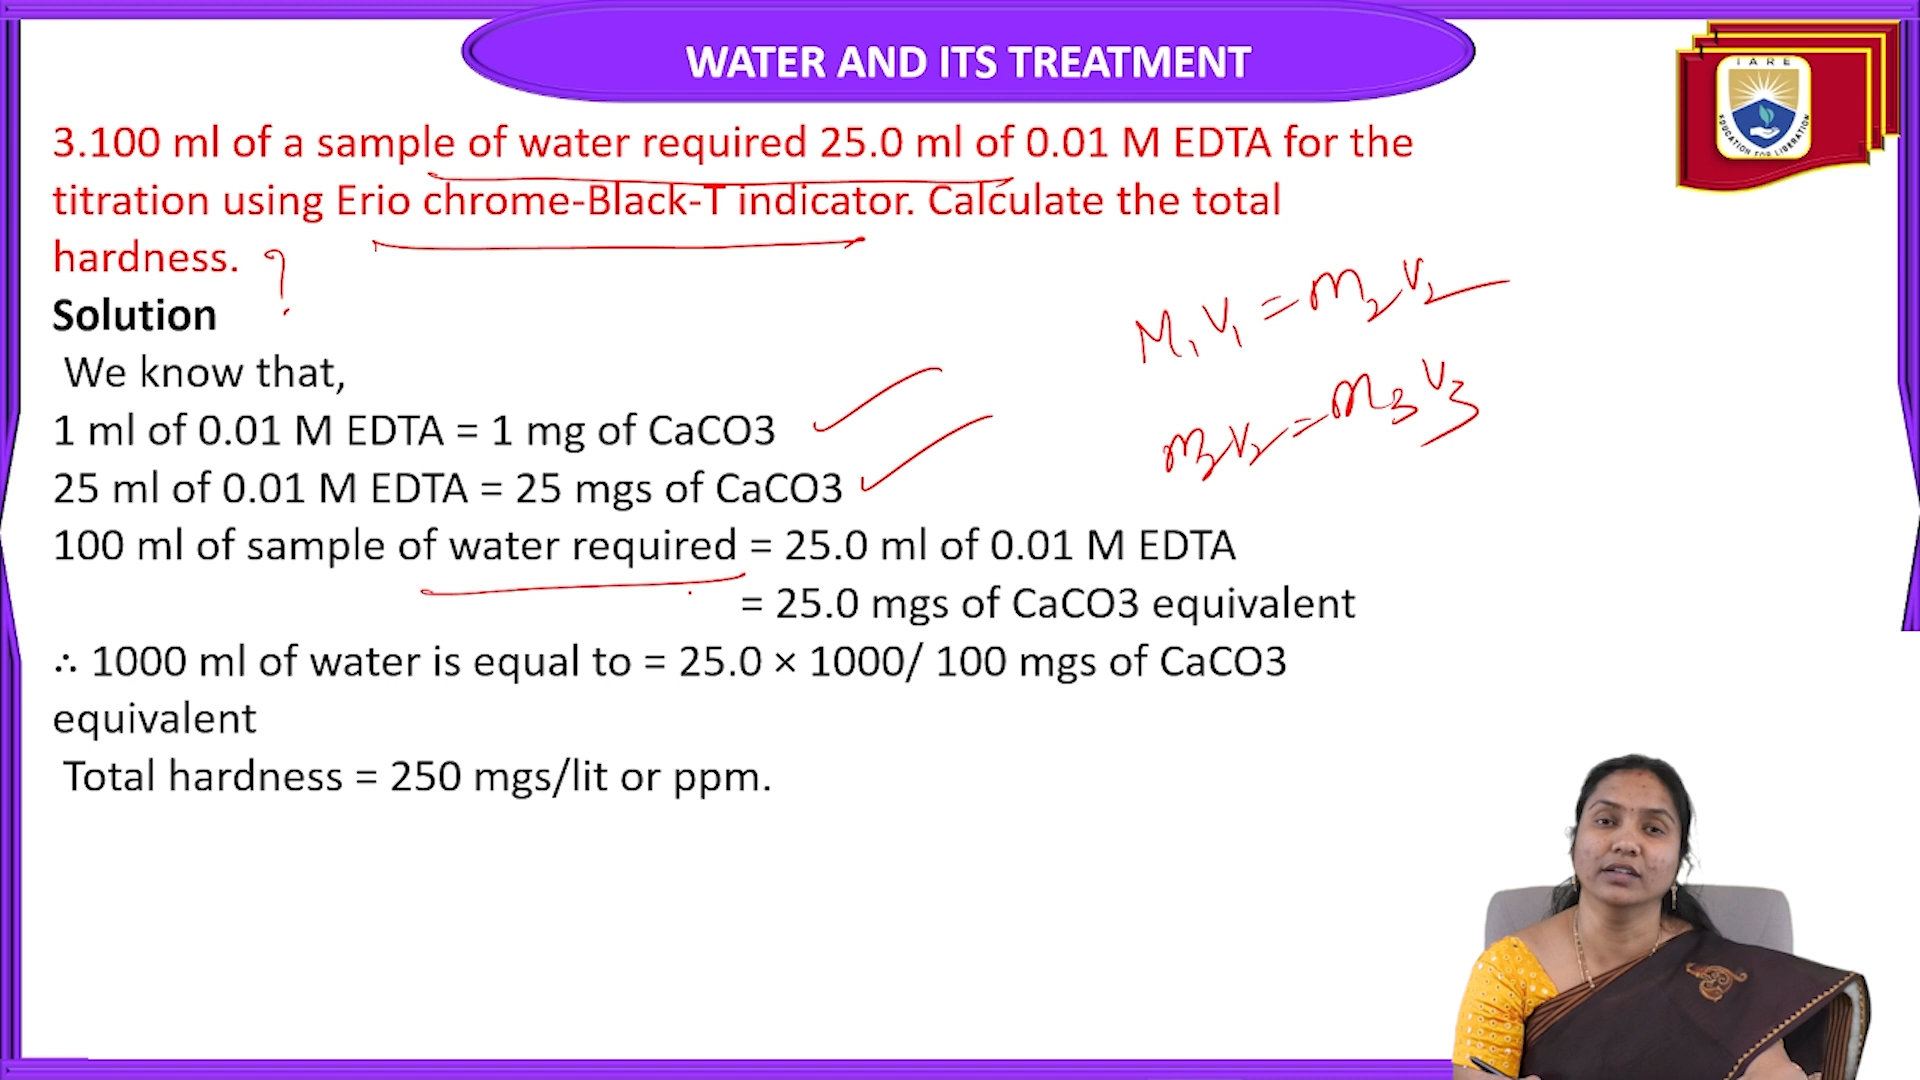 WATER AND ITS TREATMENT
IARE
EDUCATION FOR LIBERATION
3.100 ml of a sample of water required 25.0 ml of 0.01 M EDTA for the
titration using Erio chrome-Black-T indicator. Calculate the total
hardness. ?
Solution
We know that,
1 ml of 0.01 M EDTA = 1 mg of CaCO3
25 ml of 0.01 M EDTA = 25 mgs of CaCO3
100 ml of sample of water required = 25.0 ml of 0.01 M EDTA
= 25.0 mgs of CaCO3 equivalent
∴ 1000 ml of water is equal to = 25.0 × 1000/ 100 mgs of CaCO3
equivalent
Total hardness = 250 mgs/lit or ppm.
M₁V₁ = M₂V₂
M₂V₂ = M₃V₃